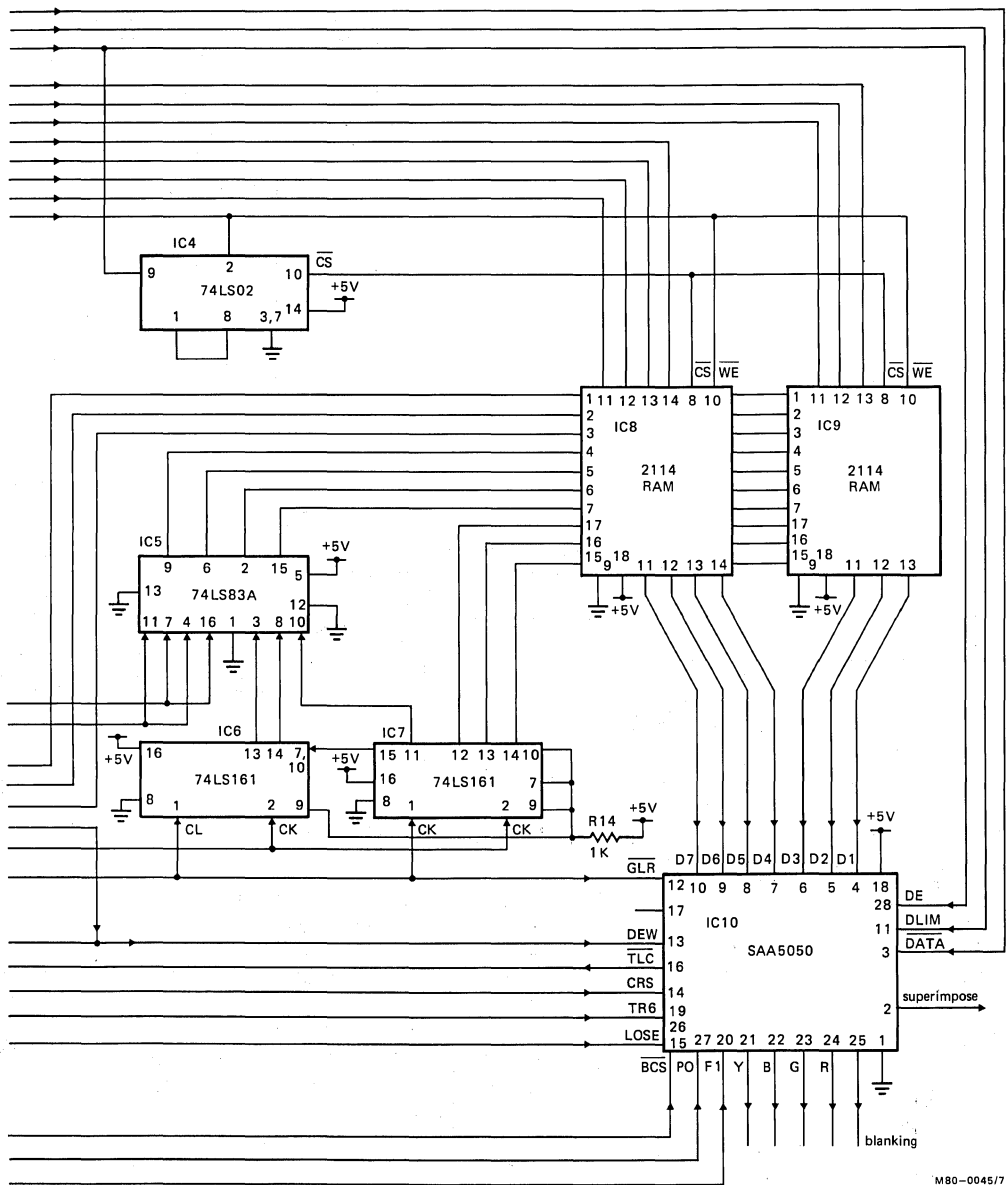 IC4
CS
9 2 10
+5V
74LS02
14
1 8 3,7
CS WE
CS WE
1 11 12 13 14 8 10
1 11 12 13 8 10
2 IC8
2 IC9
3
3
4
4
5 2114
5 2114
6 RAM
6 RAM
7
7
17
17
16
16
15 9 18 11 12 13 14
15 9 18 11 12 13
+5V
+5V
IC5
+5V
9 6 2 15 5
13 74LS83A 12
11 7 4 16 1 3 8 10
IC6
IC7
+5V
16 13 14 7, 10
74LS161
8 1 2 9
CL CK
15 11 12 13 14 10
+5V
16 74LS161 7
8 1 2 9
CK CK
R14
1K
+5V
+5V
D7 D6 D5 D4 D3 D2 D1
GLR
12 10 9 8 7 6 5 4 18
28 DE
17 IC10
11 DLIM
DEW 13 SAA5050
3 DATA
TLC 16
CRS 14
2 superimpose
TR6 19
26
LOSE 15 27 20 21 22 23 24 25 1
BCS PO F1 Y B G R
blanking
M80-0045/7